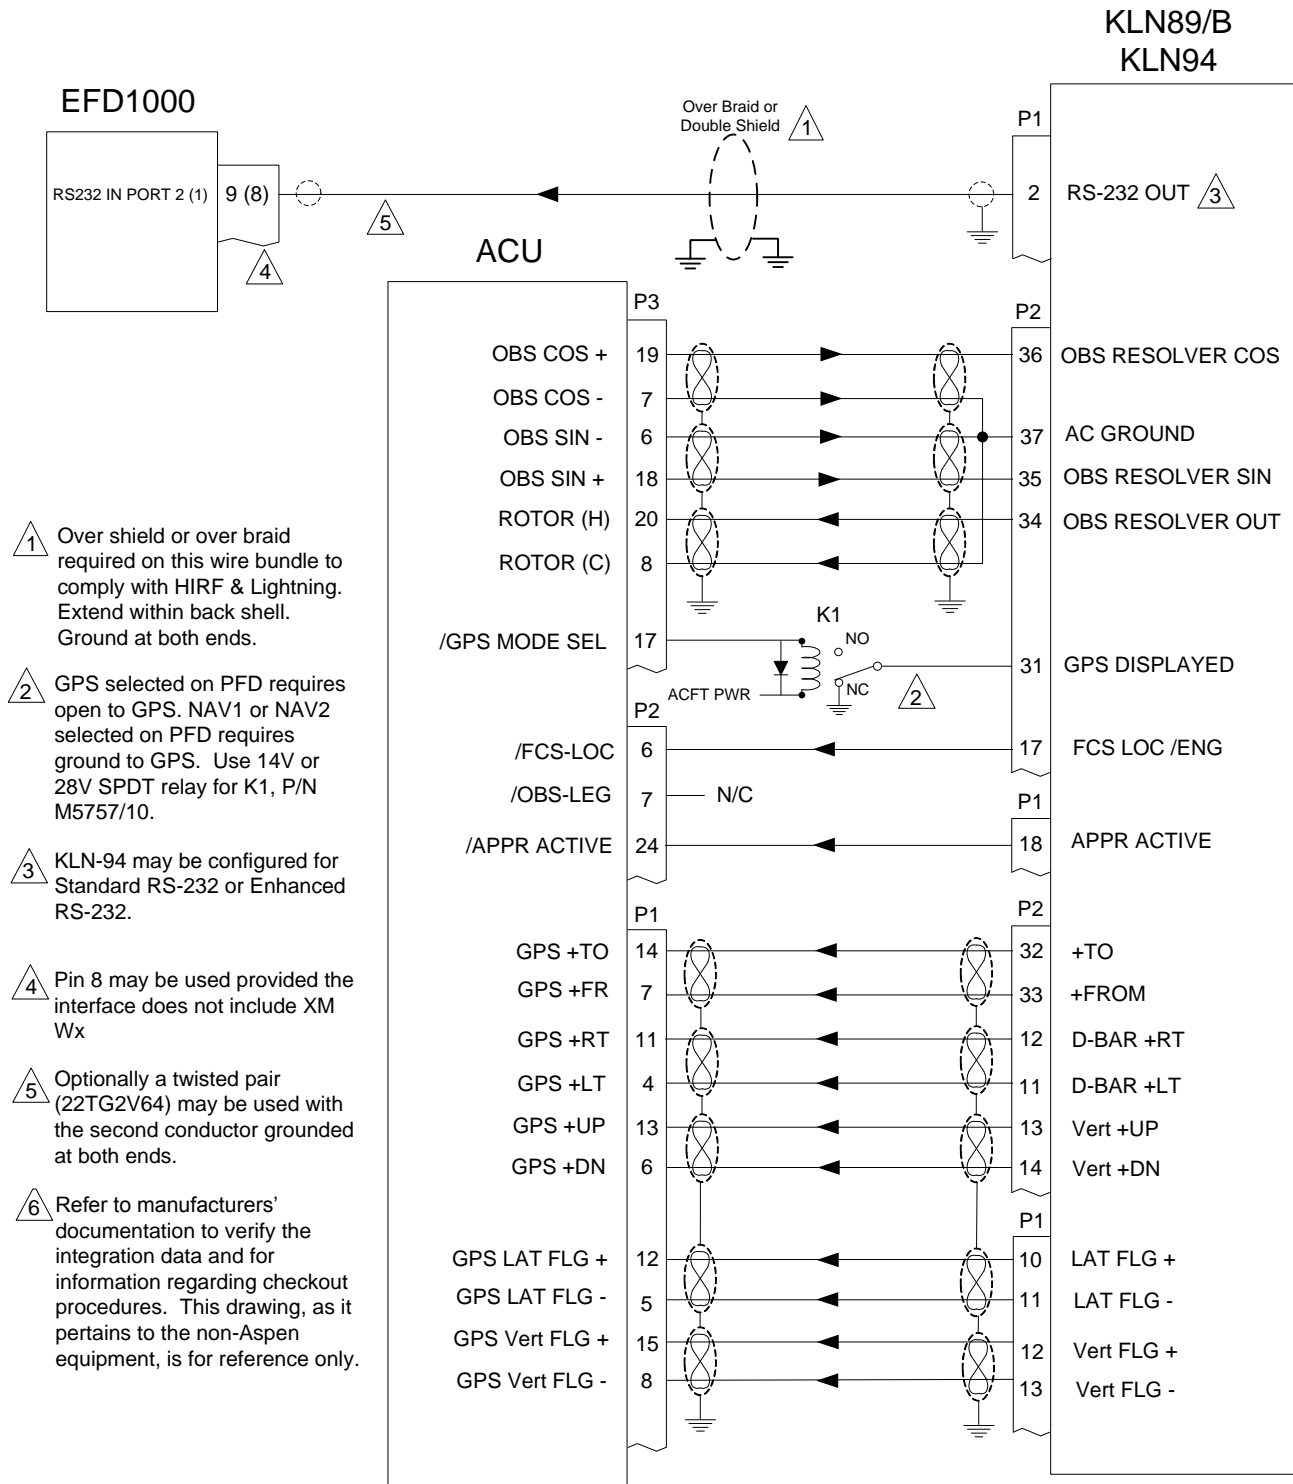 KLN89/B
KLN94
EFD1000
Over Braid or
Double Shield
1
P1
RS232 IN PORT 2 (1)
9 (8)
2
RS-232 OUT
3
5
4
ACU
P3
P2
OBS COS +
19
36
OBS RESOLVER COS
OBS COS -
7
OBS SIN -
6
37
AC GROUND
OBS SIN +
18
35
OBS RESOLVER SIN
ROTOR (H)
20
34
OBS RESOLVER OUT
ROTOR (C)
8
K1
/GPS MODE SEL
17
NO
31
GPS DISPLAYED
ACFT PWR
NC
2
P2
/FCS-LOC
6
17
FCS LOC /ENG
/OBS-LEG
7
N/C
P1
/APPR ACTIVE
24
18
APPR ACTIVE
P1
P2
GPS +TO
14
32
+TO
GPS +FR
7
33
+FROM
GPS +RT
11
12
D-BAR +RT
GPS +LT
4
11
D-BAR +LT
GPS +UP
13
13
Vert +UP
GPS +DN
6
14
Vert +DN
P1
GPS LAT FLG +
12
10
LAT FLG +
GPS LAT FLG -
5
11
LAT FLG -
GPS Vert FLG +
15
12
Vert FLG +
GPS Vert FLG -
8
13
Vert FLG -
1
Over shield or over braid
required on this wire bundle to
comply with HIRF & Lightning.
Extend within back shell.
Ground at both ends.
2
GPS selected on PFD requires
open to GPS. NAV1 or NAV2
selected on PFD requires
ground to GPS. Use 14V or
28V SPDT relay for K1, P/N
M5757/10.
3
KLN-94 may be configured for
Standard RS-232 or Enhanced
RS-232.
4
Pin 8 may be used provided the
interface does not include XM
Wx
5
Optionally a twisted pair
(22TG2V64) may be used with
the second conductor grounded
at both ends.
6
Refer to manufacturers'
documentation to verify the
integration data and for
information regarding checkout
procedures. This drawing, as it
pertains to the non-Aspen
equipment, is for reference only.